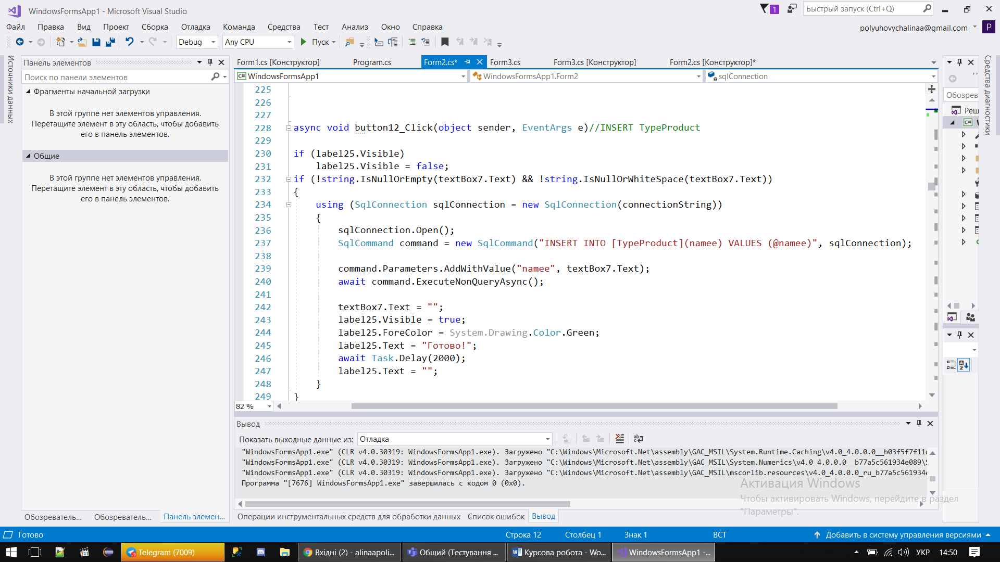 WindowsFormsApp1 - Microsoft Visual Studio
1
Быстрый запуск (Ctrl+Q)
Файл Правка Вид Проект Сборка Отладка Команда Средства Тест Анализ Окно Справка
polyuhovychalinaa@gmail.com P
Debug Any CPU Пуск
Источники данных
Панель элементов
Поиск по панели элементов
Фрагменты начальной загрузки
В этой группе нет элементов управления.
Перетащите элемент в эту область, чтобы добавить
его в панель элементов.
Общие
В этой группе нет элементов управления.
Перетащите элемент в эту область, чтобы добавить
его в панель элементов.
Обозреватель... Обозреватель... Панель элемен...
Form1.cs [Конструктор] Program.cs Form2.cs* Form3.cs Form3.cs [Конструктор] Form2.cs [Конструктор]*
C# WindowsFormsApp1 WindowsFormsApp1.Form2 sqlConnection
225
226
227
228 async void button12_Click(object sender, EventArgs e)//INSERT TypeProduct
229
230 if (label25.Visible)
231 label25.Visible = false;
232 if (!string.IsNullOrEmpty(textBox7.Text) && !string.IsNullOrWhiteSpace(textBox7.Text))
233 {
234 using (SqlConnection sqlConnection = new SqlConnection(connectionString))
235 {
236 sqlConnection.Open();
237 SqlCommand command = new SqlCommand("INSERT INTO [TypeProduct](namee) VALUES (@namee)", sqlConnection);
238
239 command.Parameters.AddWithValue("namee", textBox7.Text);
240 await command.ExecuteNonQueryAsync();
241
242 textBox7.Text = "";
243 label25.Visible = true;
244 label25.ForeColor = System.Drawing.Color.Green;
245 label25.Text = "Готово!";
246 await Task.Delay(2000);
247 label25.Text = "";
248 }
249 }
82 %
Вывод
Показать выходные данные из: Отладка
"WindowsFormsApp1.exe" (CLR v4.0.30319: WindowsFormsApp1.exe). Загружено "C:\Windows\Microsoft.Net\assembly\GAC_MSIL\System.Runtime.Caching\v4.0_4.0.0.0__b03f5f7f11
"WindowsFormsApp1.exe" (CLR v4.0.30319: WindowsFormsApp1.exe). Загружено "C:\Windows\Microsoft.Net\assembly\GAC_MSIL\System.Numerics\v4.0_4.0.0.0__b77a5c561934e089\
"WindowsFormsApp1.exe" (CLR v4.0.30319: WindowsFormsApp1.exe). Загружено "C:\Windows\Microsoft.Net\assembly\GAC_MSIL\mscorlib.resources\v4.0_4.0.0.0_ru_b77a5c561934
Программа "[7676] WindowsFormsApp1.exe" завершилась с кодом 0 (0x0).
Операции инструментальных средств для обработки данных Список ошибок Вывод
Обозрев
Реш
C#
Средства диагностики
Активация Windows
Чтобы активировать Windows, перейдите в раздел
"Параметры".
Готово Строка 12 Столбец 1 Знак 1 ВСТ Добавить в систему управления версиями
Telegram (7009) Вхідні (2) - alinaapoli... Общий (Тестування ... Курсова робота - Wo... WindowsFormsApp1 -... УКР 14:50